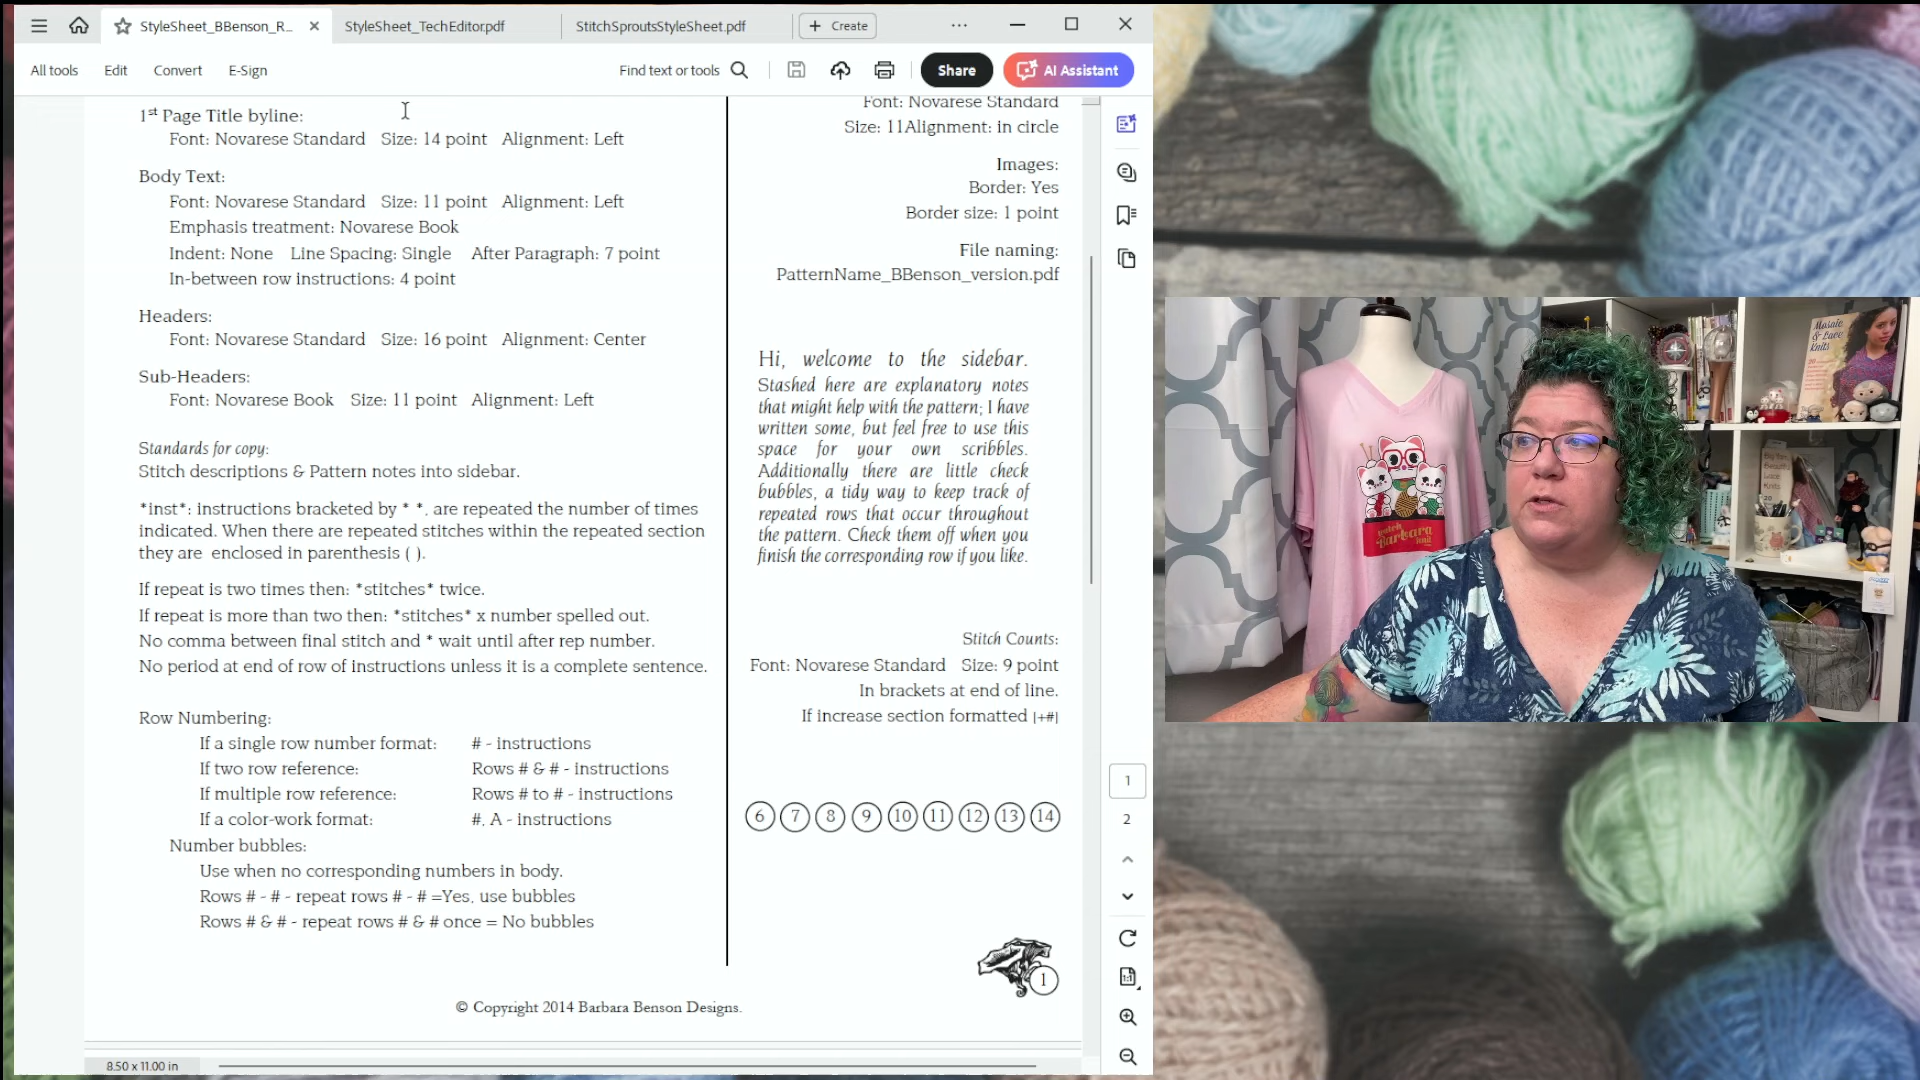 StyleSheet_BBenson_R...
StyleSheet_TechEditor.pdf
StitchSproutsStyleSheet.pdf
Create
All tools
Edit
Convert
E-Sign
Find text or tools
Share
AI Assistant
1st Page Title byline:
Font: Novarese Standard Size: 14 point Alignment: Left
Body Text:
Font: Novarese Standard Size: 11 point Alignment: Left
Emphasis treatment: Novarese Book
Indent: None Line Spacing: Single After Paragraph: 7 point
In-between row instructions: 4 point
Headers:
Font: Novarese Standard Size: 16 point Alignment: Center
Sub-Headers:
Font: Novarese Book Size: 11 point Alignment: Left
Standards for copy:
Stitch descriptions & Pattern notes into sidebar.
*inst*: instructions bracketed by * *, are repeated the number of times
indicated. When there are repeated stitches within the repeated section
they are enclosed in parenthesis ( ).
If repeat is two times then: *stitches* twice.
If repeat is more than two then: *stitches* x number spelled out.
No comma between final stitch and * wait until after rep number.
No period at end of row of instructions unless it is a complete sentence.
Row Numbering:
If a single row number format: # - instructions
If two row reference: Rows # & # - instructions
If multiple row reference: Rows # to # - instructions
If a color-work format: #, A - instructions
Number bubbles:
Use when no corresponding numbers in body.
Rows # - # - repeat rows # - # =Yes, use bubbles
Rows # & # - repeat rows # & # once = No bubbles
Font: Novarese Standard
Size: 11Alignment: in circle
Images:
Border: Yes
Border size: 1 point
File naming:
PatternName_BBenson_version.pdf
Hi, welcome to the sidebar.
Stashed here are explanatory notes
that might help with the pattern; I have
written some, but feel free to use this
space for your own scribbles.
Additionally there are little check
bubbles, a tidy way to keep track of
repeated rows that occur throughout
the pattern. Check them off when you
finish the corresponding row if you like.
Stitch Counts:
Font: Novarese Standard Size: 9 point
In brackets at end of line.
If increase section formatted [+#]
6 7 8 9 10 11 12 13 14
1
© Copyright 2014 Barbara Benson Designs.
8.50 x 11.00 in
1
2
Mosaic
& Lace
Knits
watch
Barbara
knit